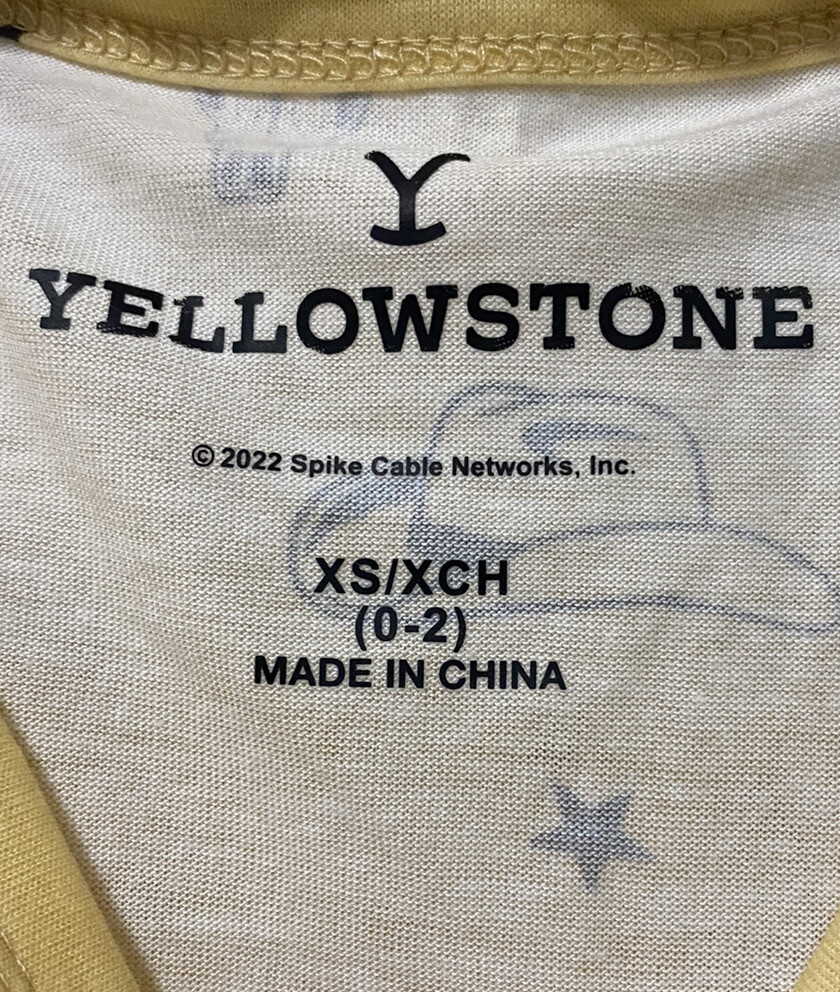 Y
YELLOWSTONE
© 2022 Spike Cable Networks, Inc.
XS/XCH
(0-2)
MADE IN CHINA